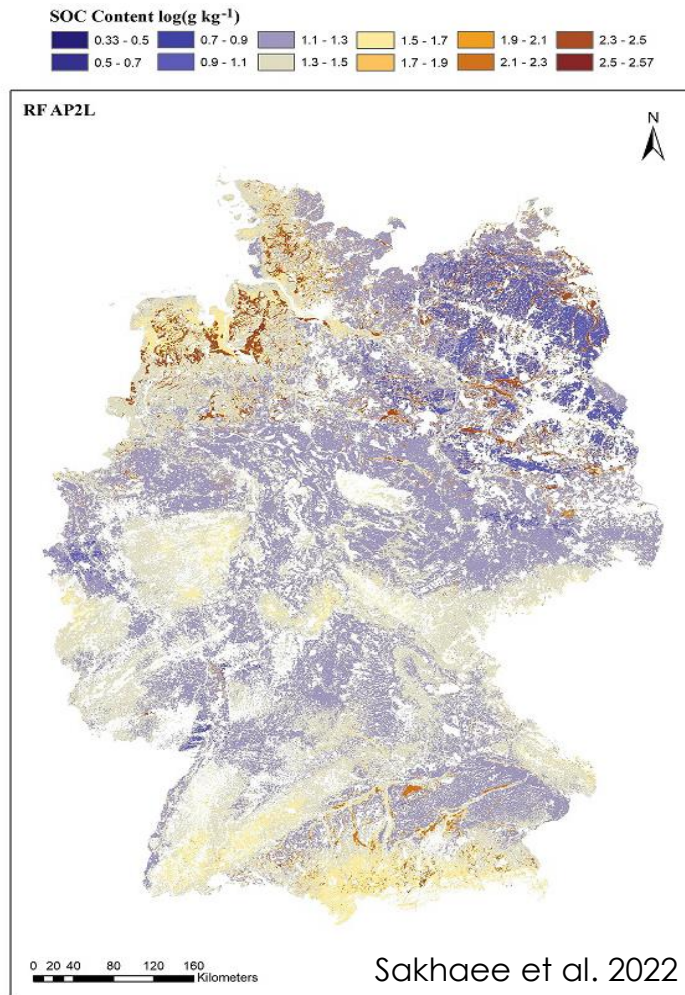 SOC Content log(g kg⁻¹)
0.33 - 0.5 0.7 - 0.9 1.1 - 1.3 1.5 - 1.7 1.9 - 2.1 2.3 - 2.5
0.5 - 0.7 0.9 - 1.1 1.3 - 1.5 1.7 - 1.9 2.1 - 2.3 2.5 - 2.57
RF AP2L
N
0 20 40 80 120 160
Kilometers
Sakhaee et al. 2022